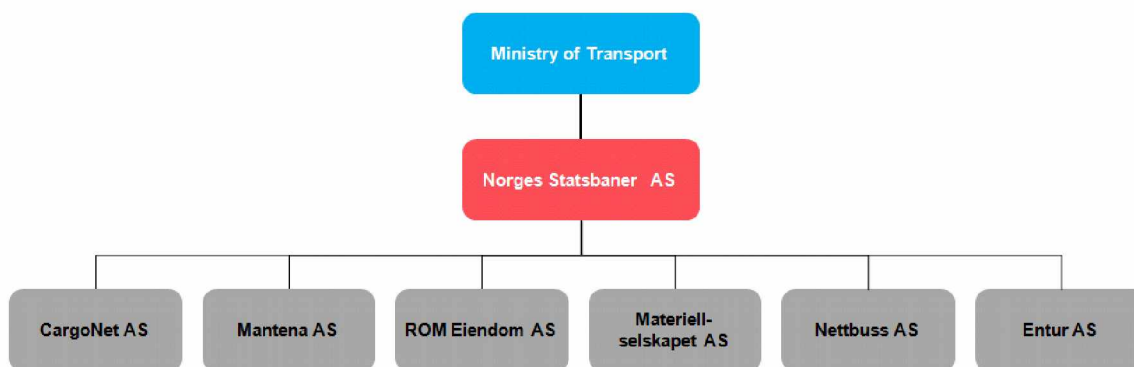 Ministry of Transport
Norges Statsbaner AS
CargoNet AS
Mantena AS
ROM Eiendom AS
Materiell-
selskapet AS
Nettbuss AS
Entur AS